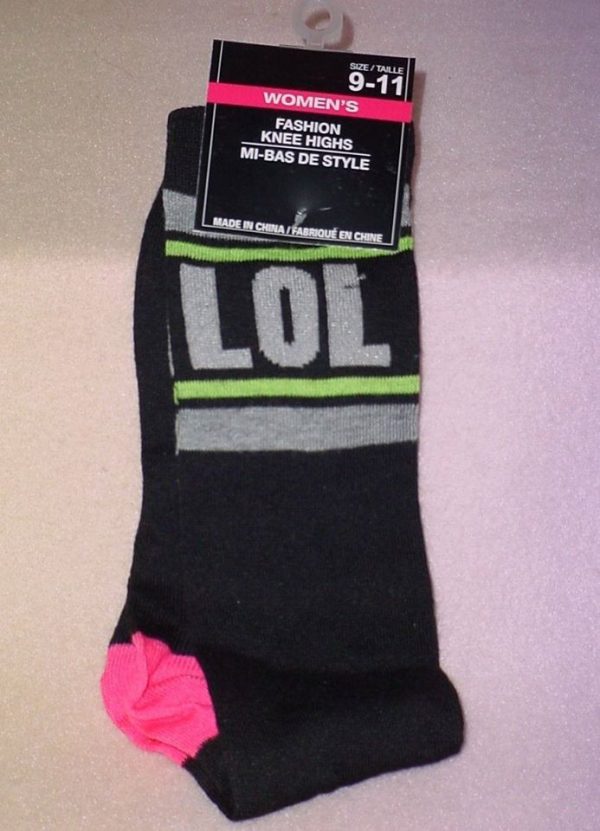 SIZE / TAILLE
9-11
WOMEN'S
FASHION
KNEE HIGHS
MI-BAS DE STYLE
MADE IN CHINA / FABRIQUÉ EN CHINE
LOL